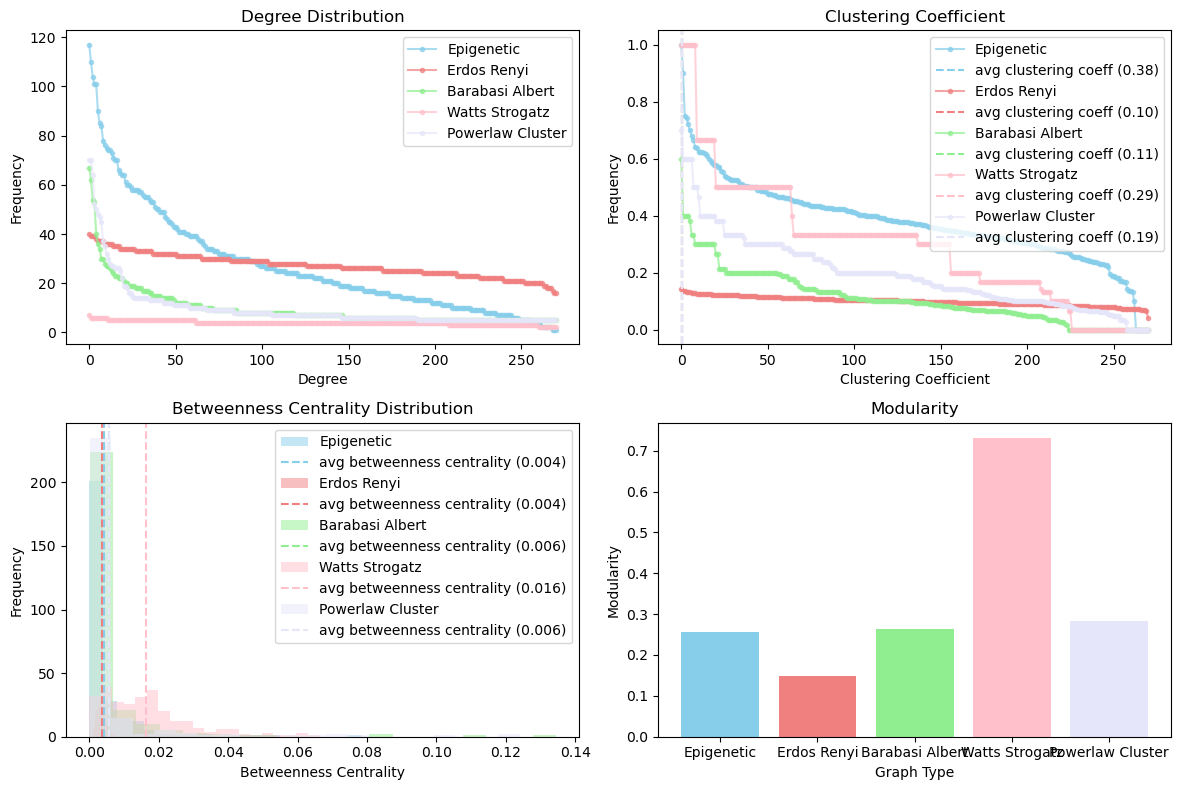 Degree Distribution
120
100
80
60
40
20
0
Frequency
Epigenetic
Erdos Renyi
Barabasi Albert
Watts Strogatz
Powerlaw Cluster
0
50
100
150
200
250
Degree
Clustering Coefficient
1.0
0.8
0.6
0.4
0.2
0.0
Frequency
Epigenetic
avg clustering coeff (0.38)
Erdos Renyi
avg clustering coeff (0.10)
Barabasi Albert
avg clustering coeff (0.11)
Watts Strogatz
avg clustering coeff (0.29)
Powerlaw Cluster
avg clustering coeff (0.19)
0
50
100
150
200
250
Clustering Coefficient
Betweenness Centrality Distribution
200
150
100
50
0
Frequency
Epigenetic
avg betweenness centrality (0.004)
Erdos Renyi
avg betweenness centrality (0.004)
Barabasi Albert
avg betweenness centrality (0.006)
Watts Strogatz
avg betweenness centrality (0.016)
Powerlaw Cluster
avg betweenness centrality (0.006)
0.00
0.02
0.04
0.06
0.08
0.10
0.12
0.14
Betweenness Centrality
Modularity
0.7
0.6
0.5
0.4
0.3
0.2
0.1
0.0
Modularity
Epigenetic
Erdos Renyi
Barabasi Albert
Watts Strogatz
Powerlaw Cluster
Graph Type